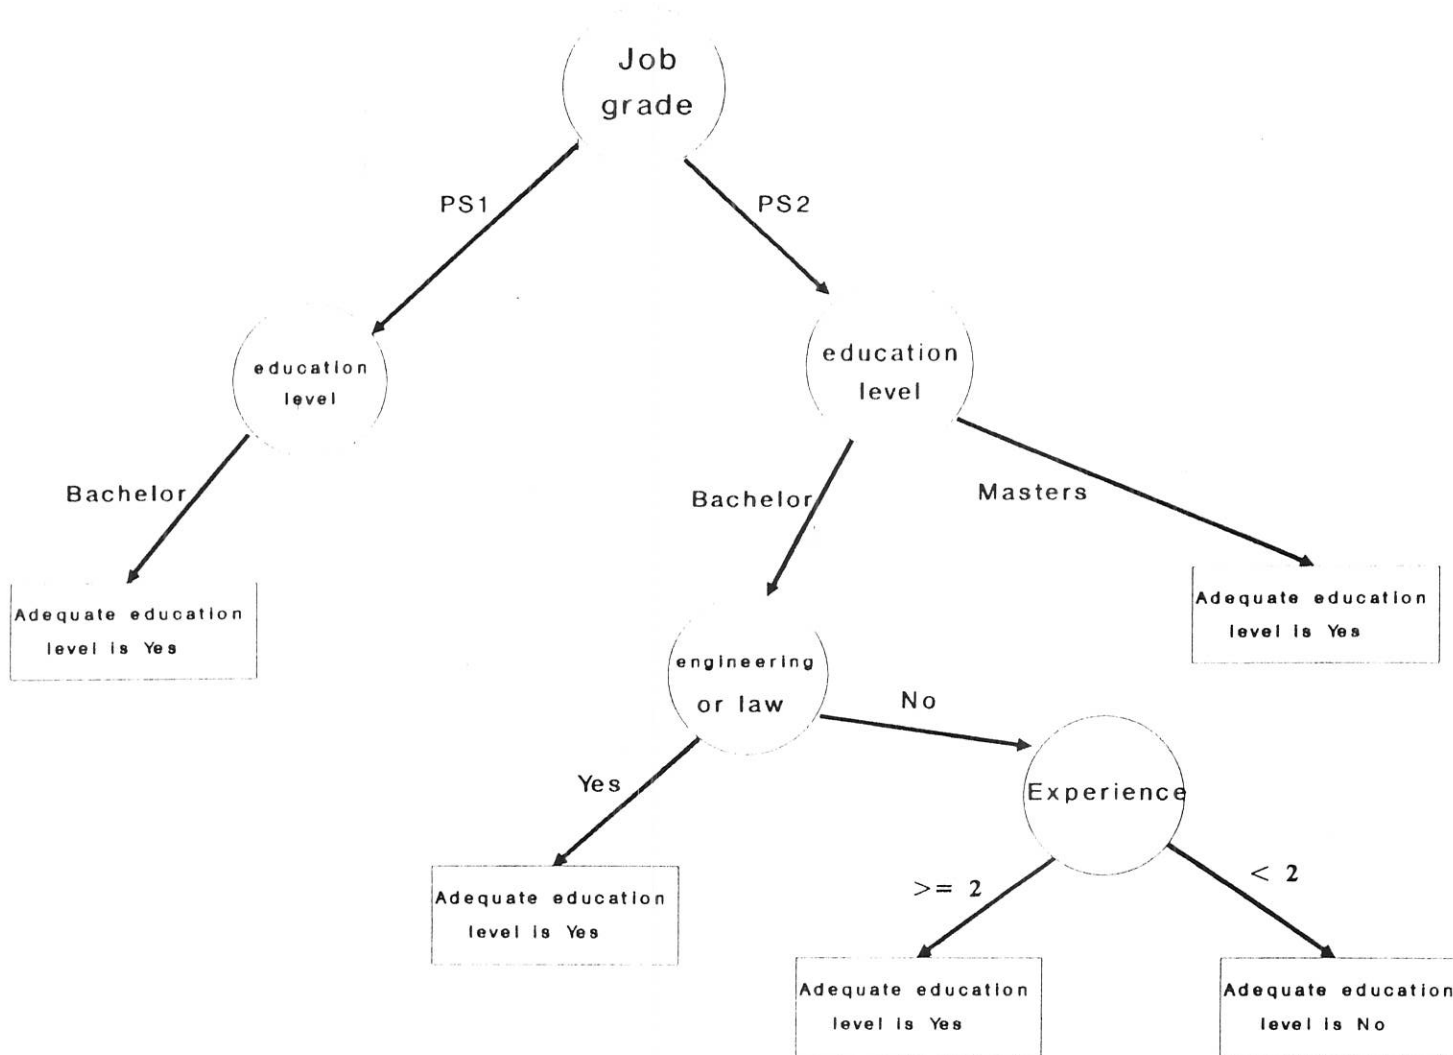 Job
grade
PS1
PS2
education
level
education
level
Bachelor
Bachelor
Masters
Adequate education
level is Yes
Adequate education
level is Yes
engineering
or law
No
Yes
Experience
>= 2
< 2
Adequate education
level is Yes
Adequate education
level is Yes
Adequate education
level is No